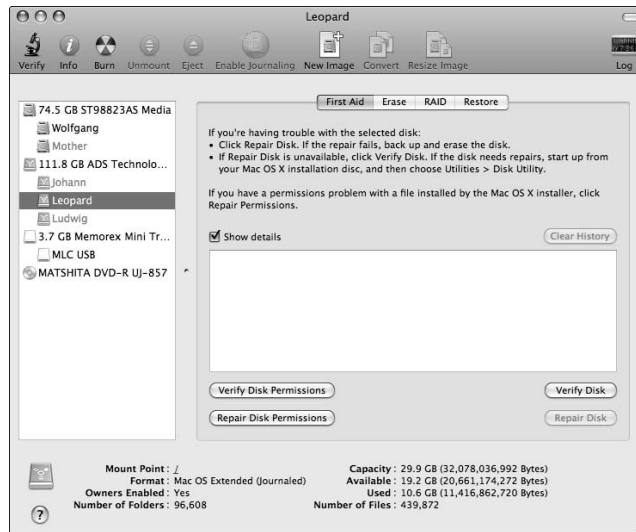 Leopard
Verify Info Burn Unmount Eject Enable Journaling New Image Convert Resize Image Log
74.5 GB ST98823AS Media
Wolfgang
Mother
111.8 GB ADS Technolo...
Johann
Leopard
Ludwig
3.7 GB Memorex Mini Tr...
MLC USB
MATSHITA DVD-R UJ-857
First Aid Erase RAID Restore
If you're having trouble with the selected disk:
• Click Repair Disk. If the repair fails, back up and erase the disk.
• If Repair Disk is unavailable, click Verify Disk. If the disk needs repairs, start up from
your Mac OS X installation disc, and then choose Utilities > Disk Utility.
If you have a permissions problem with a file installed by the Mac OS X installer, click
Repair Permissions.
Show details
Clear History
Verify Disk Permissions Verify Disk
Repair Disk Permissions Repair Disk
Mount Point : / Capacity : 29.9 GB (32,078,036,992 Bytes)
Format : Mac OS Extended (Journaled) Available : 19.2 GB (20,661,174,272 Bytes)
Owners Enabled : Yes Used : 10.6 GB (11,416,862,720 Bytes)
Number of Folders : 96,608 Number of Files : 439,872
?